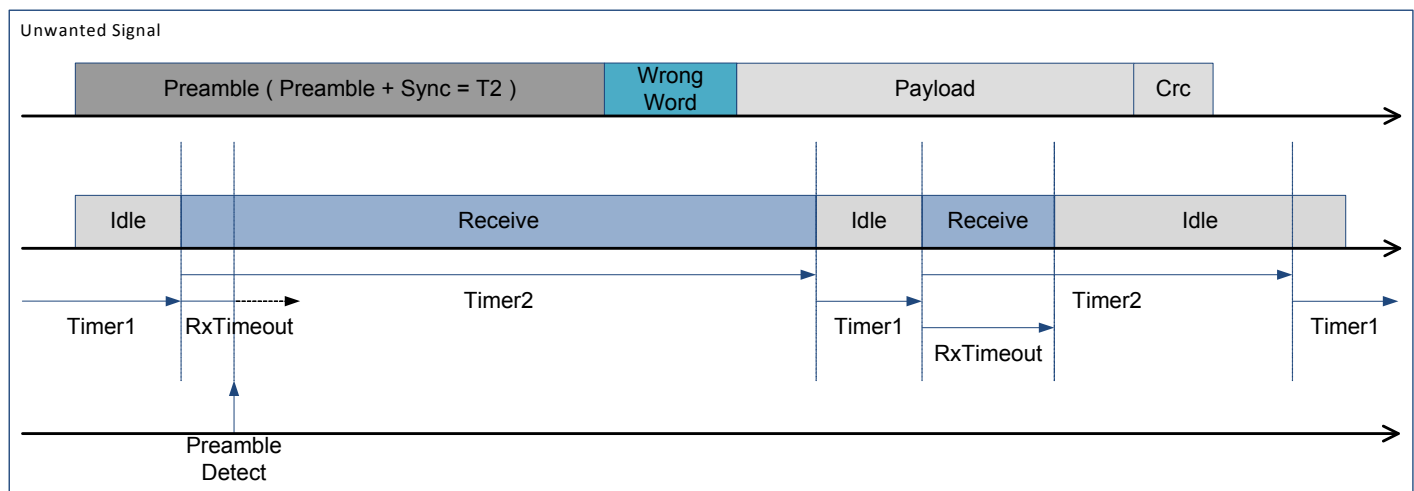 Unwanted Signal
Preamble ( Preamble + Sync = T2 )
Wrong
Word
Payload
Crc
Idle
Receive
Idle
Receive
Idle
Timer2
Timer2
Timer1
RxTimeout
Timer1
Timer1
RxTimeout
Preamble
Detect